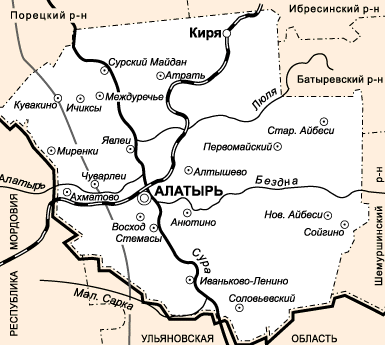 Порецкий р-н
Ибресинский р-н
Киря
Сурский Майдан
Атрать
Батыревский р-н
Кувакино
Ичиксы
Междуречье
Люля
Стар. Айбеси
Явлеи
Первомайский
Миренки
Алтышево
Алатырь
Чуварлеи
Бездна
Ахматово
АЛАТЫРЬ
Восход
Анютино
Нов. Айбеси
Стемасы
Сойгино
МОРДОВИЯ
РЕСПУБЛИКА
Шемуршинский р-н
Сура
Иваньково-Ленино
Мал. Сарка
Соловьевский
УЛЬЯНОВСКАЯ
ОБЛАСТЬ